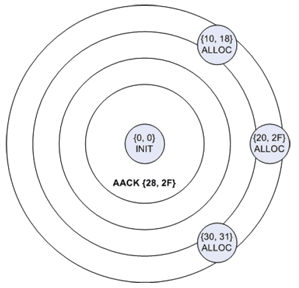 {10, 18}
ALLOC
{0, 0}
INIT
{20, 2F}
ALLOC
AACK {28, 2F}
{30, 31}
ALLOC